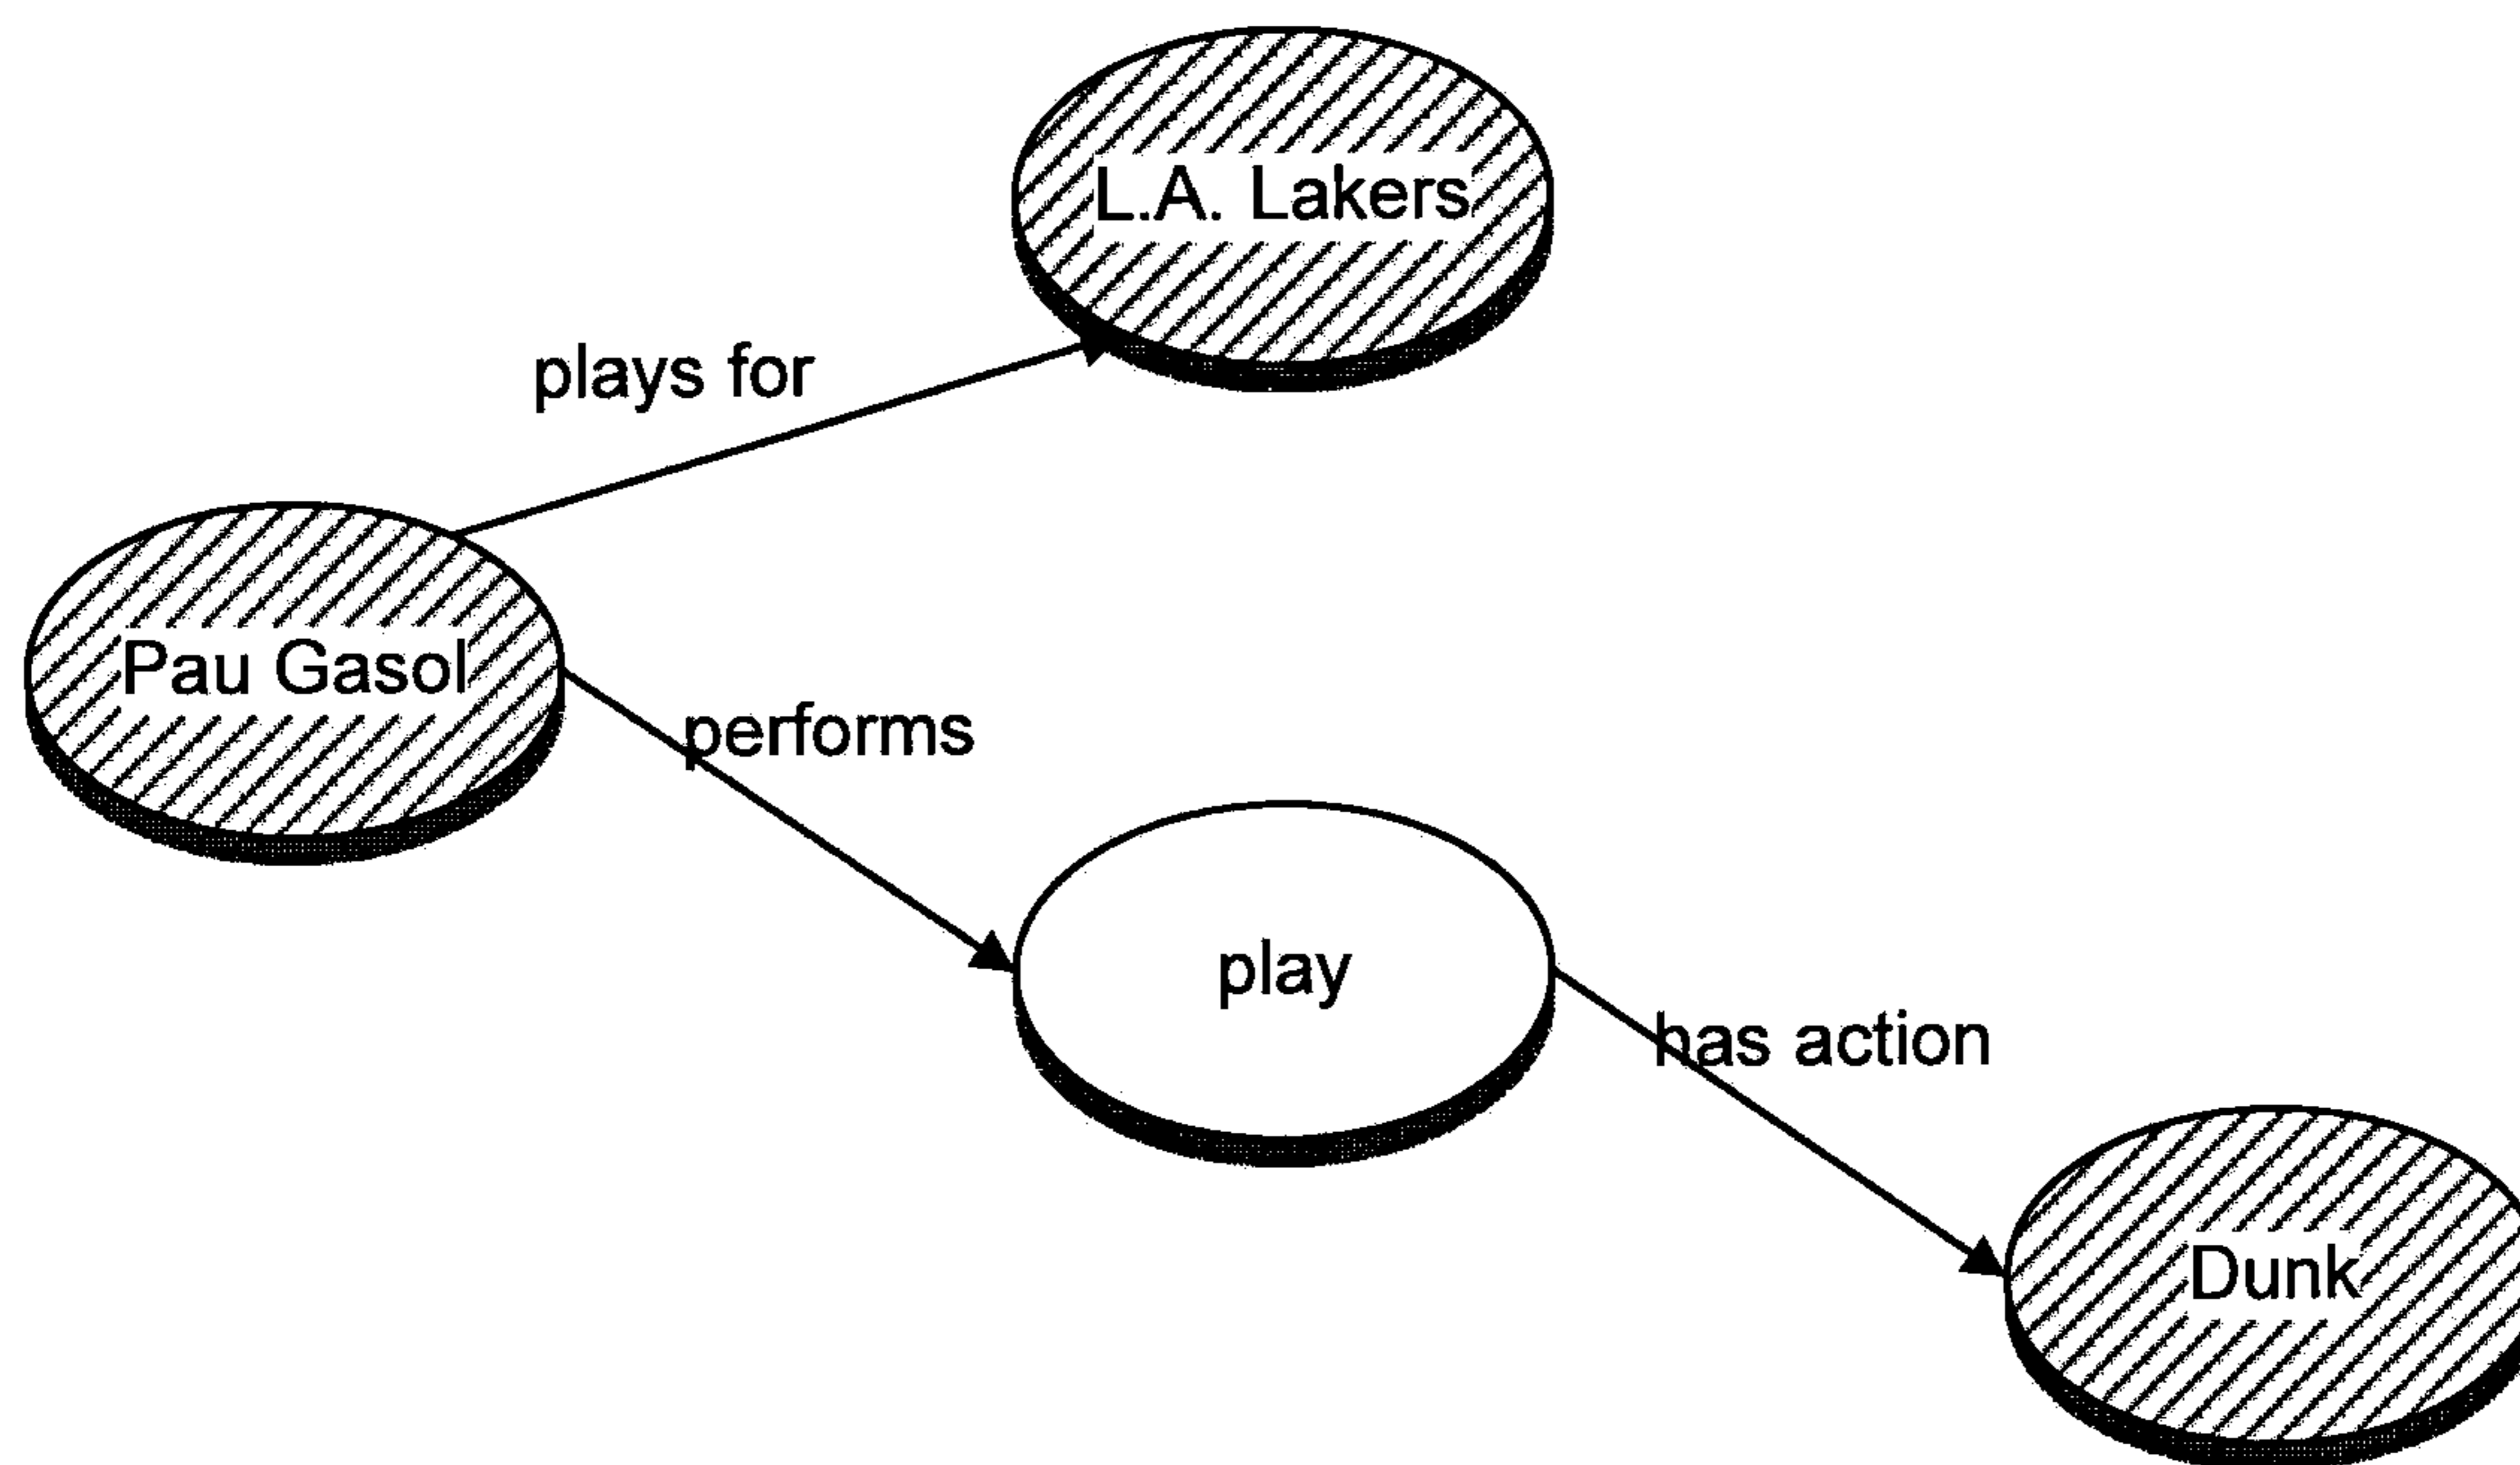 L.A. Lakers
plays for
Pau Gasol
performs
play
has action
Dunk